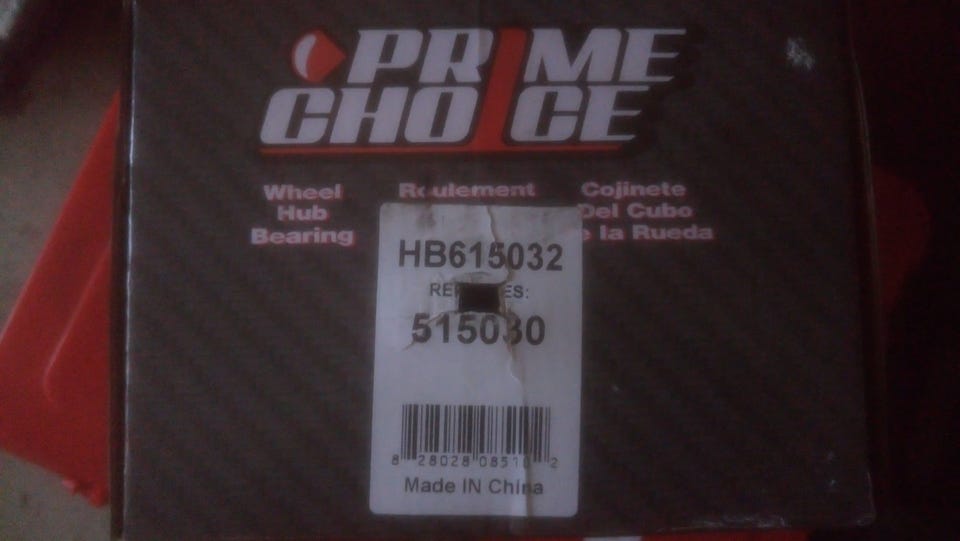 PRIME
CHOICE
Wheel Roulement Cojinete
Hub Del Cubo
Bearing la Rueda
HB615032
515030
8 28028 2
Made IN China